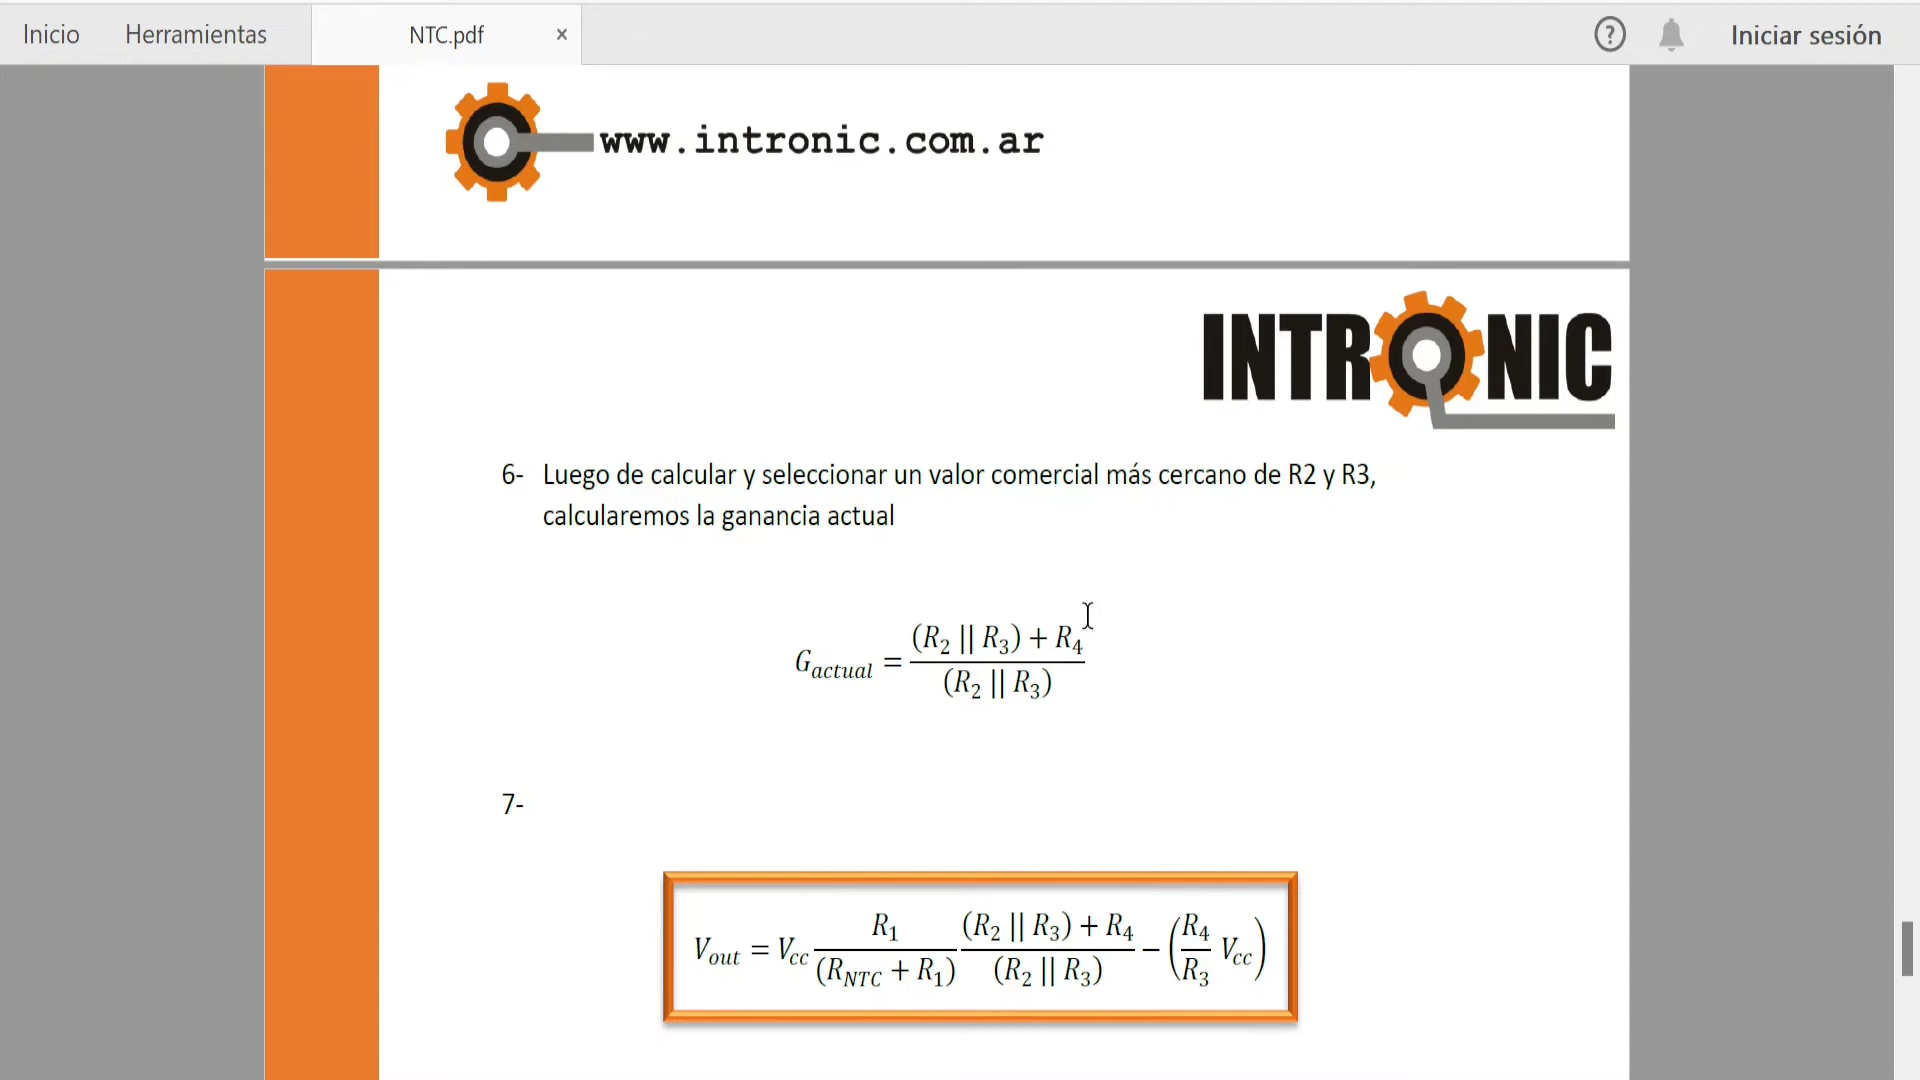 Inicio Herramientas NTC.pdf × ? Iniciar sesión
www.intronic.com.ar
INTRONIC
6- Luego de calcular y seleccionar un valor comercial más cercano de R2 y R3,
calcularemos la ganancia actual
G_actual = ((R_2 || R_3) + R_4) / (R_2 || R_3)
7-
V_out = V_cc R_1 / (R_NTC + R_1) ((R_2 || R_3) + R_4) / (R_2 || R_3) − (R_4 / R_3 V_cc)